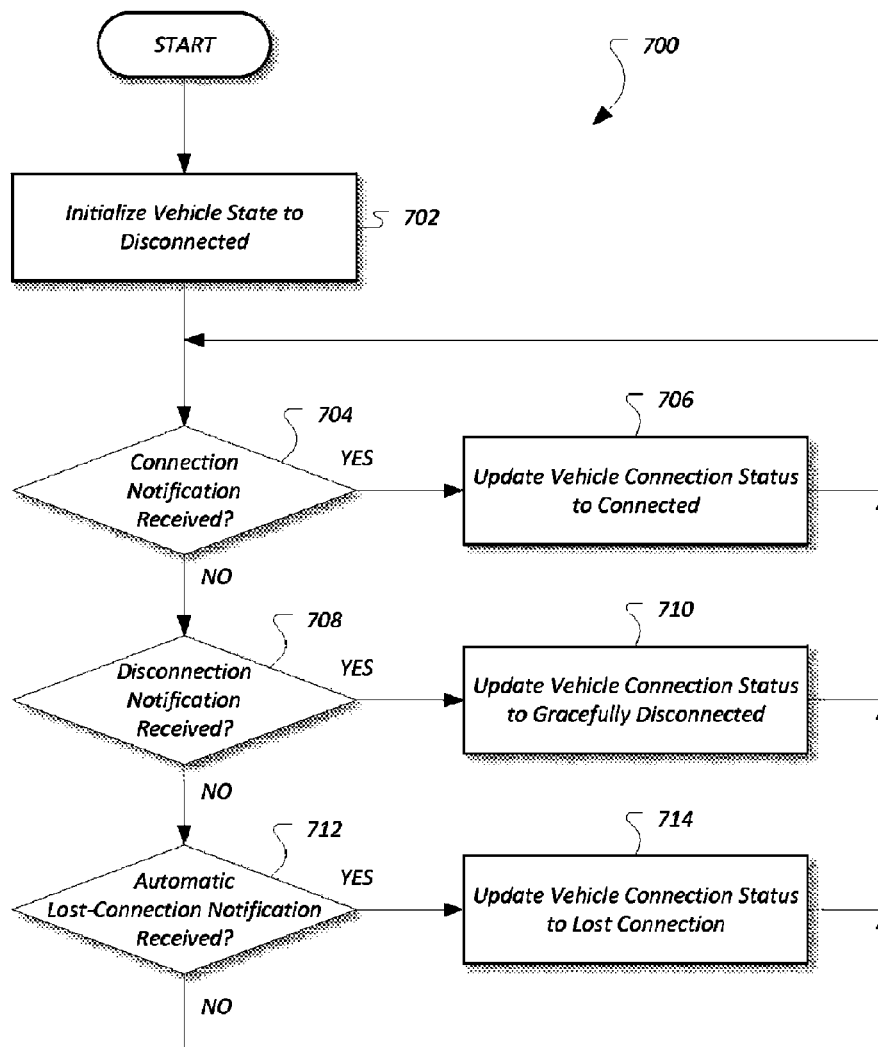 START
700
Initialize Vehicle State to
Disconnected
702
704
706
Connection
Notification
Received?
YES
Update Vehicle Connection Status
to Connected
NO
708
710
Disconnection
Notification
Received?
YES
Update Vehicle Connection Status
to Gracefully Disconnected
NO
712
714
Automatic
Lost-Connection Notification
Received?
YES
Update Vehicle Connection Status
to Lost Connection
NO